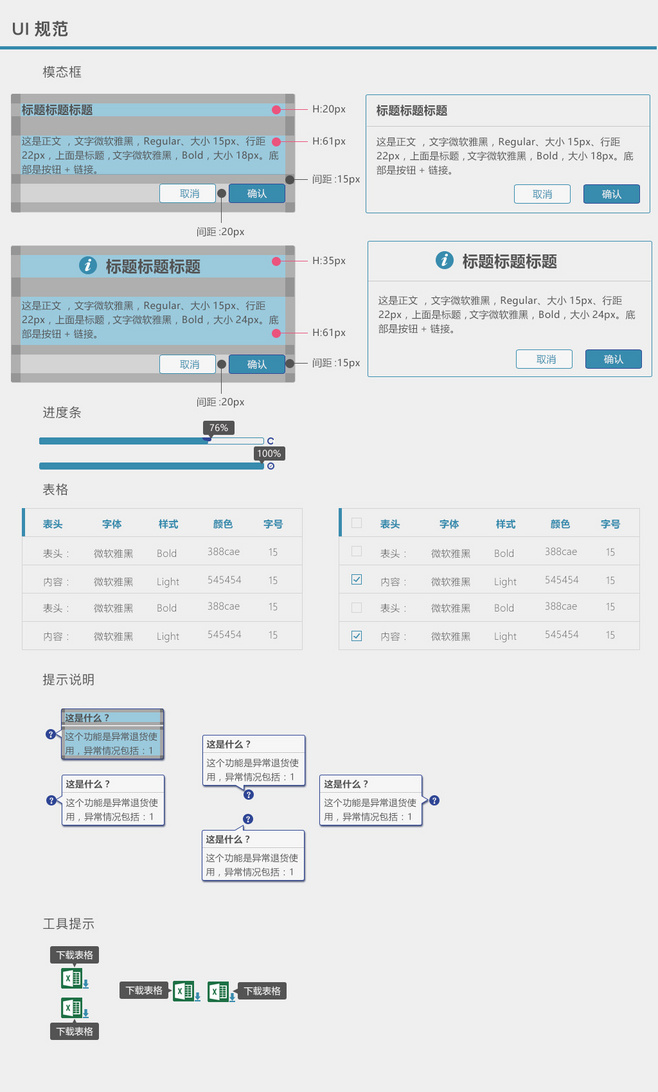 UI 规范
模态框
标题标题标题
H:20px
这是正文 ，文字微软雅黑，Regular、大小 15px、行距
22px，上面是标题 , 文字微软雅黑，Bold，大小 18px。底
部是按钮 + 链接。
H:61px
间距 :15px
取消
确认
间距 :20px
标题标题标题
这是正文 ，文字微软雅黑，Regular、大小 15px、行距
22px，上面是标题 , 文字微软雅黑，Bold，大小 18px。底
部是按钮 + 链接。
取消
确认
i 标题标题标题
H:35px
这是正文 ，文字微软雅黑，Regular、大小 15px、行距
22px，上面是标题 , 文字微软雅黑，Bold，大小 24px。底
部是按钮 + 链接。
H:61px
取消
确认
间距 :15px
间距 :20px
i 标题标题标题
这是正文 ，文字微软雅黑，Regular、大小 15px、行距
22px，上面是标题 , 文字微软雅黑，Bold，大小 24px。底
部是按钮 + 链接。
取消
确认
进度条
76%
100%
表格
表头 字体 样式 颜色 字号
表头： 微软雅黑 Bold 388cae 15
内容： 微软雅黑 Light 545454 15
表头： 微软雅黑 Bold 388cae 15
内容： 微软雅黑 Light 545454 15
表头 字体 样式 颜色 字号
表头： 微软雅黑 Bold 388cae 15
内容： 微软雅黑 Light 545454 15
表头： 微软雅黑 Bold 388cae 15
内容： 微软雅黑 Light 545454 15
提示说明
这是什么？
?
这个功能是异常退货使
用，异常情况包括：1
这是什么？
这个功能是异常退货使
用，异常情况包括：1
?
这是什么？
?
这个功能是异常退货使
用，异常情况包括：1
这是什么？
?
这个功能是异常退货使
用，异常情况包括：1
?
这是什么？
这个功能是异常退货使
用，异常情况包括：1
工具提示
下载表格
X
下载表格
X
X
下载表格
X
下载表格